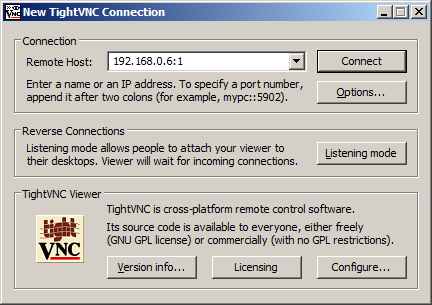 New TightVNC Connection
Connection
Remote Host: 192.168.0.6:1
Connect
Enter a name or an IP address. To specify a port number,
append it after two colons (for example, mypc::5902).
Options...
Reverse Connections
Listening mode allows people to attach your viewer to
their desktops. Viewer will wait for incoming connections.
Listening mode
TightVNC Viewer
tight
VNC
TightVNC is cross-platform remote control software.
Its source code is available to everyone, either freely
(GNU GPL license) or commercially (with no GPL restrictions).
Version info...
Licensing
Configure...